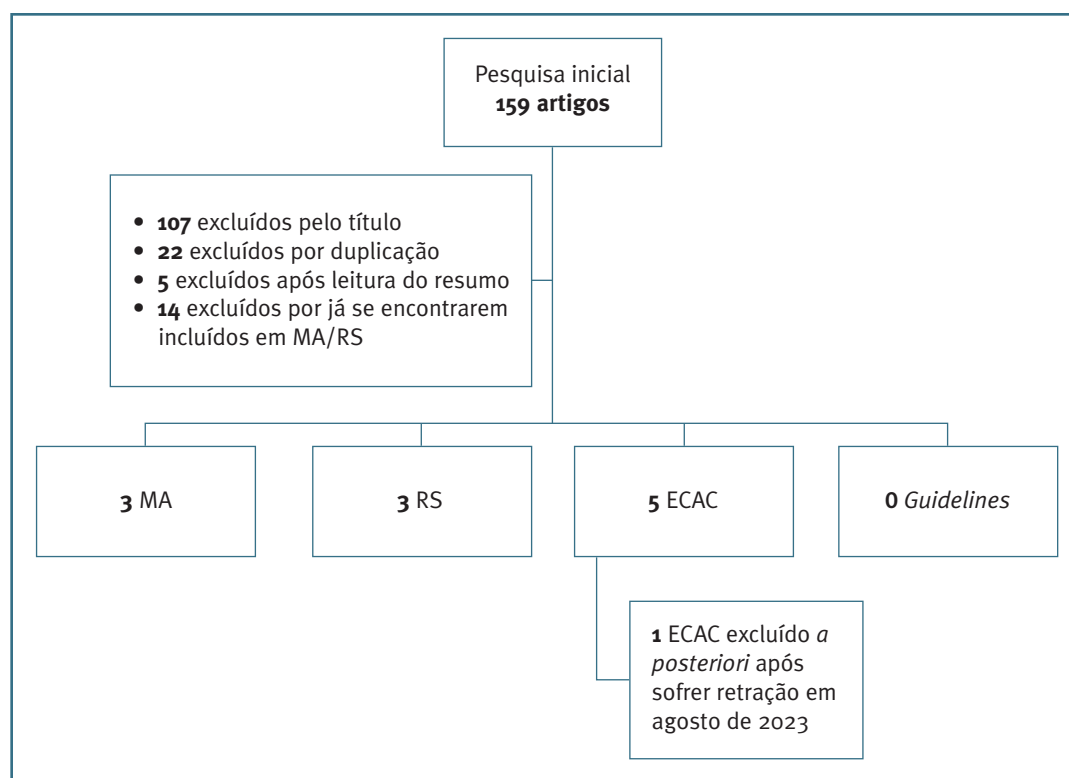 Pesquisa inicial
159 artigos
• 107 excluídos pelo título
• 22 excluídos por duplicação
• 5 excluídos após leitura do resumo
• 14 excluídos por já se encontrarem
incluídos em MA/RS
3 MA
3 RS
5 ECAC
0 Guidelines
1 ECAC excluído a
posteriori após
sofrer retração em
agosto de 2023